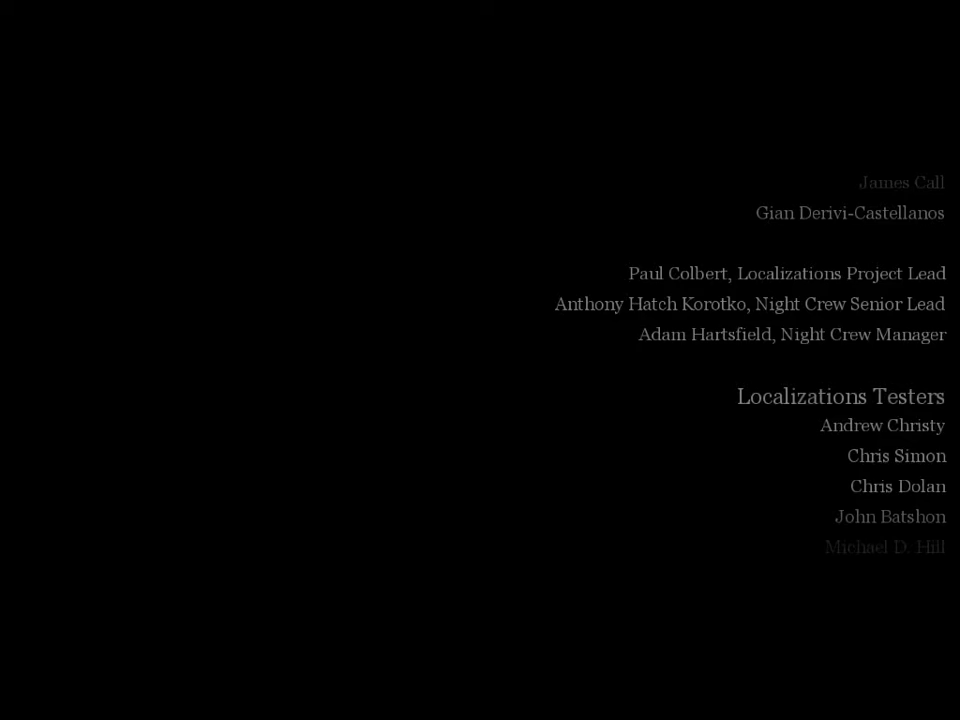 James Call
Gian Derivi-Castellanos
Paul Colbert, Localizations Project Lead
Anthony Hatch Korotko, Night Crew Senior Lead
Adam Hartsfield, Night Crew Manager
Localizations Testers
Andrew Christy
Chris Simon
Chris Dolan
John Batshon
Michael D. Hill